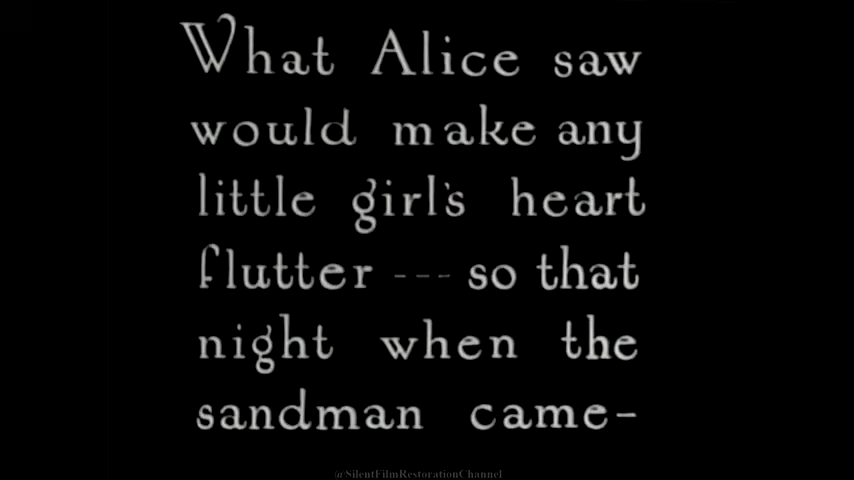 What Alice saw
would make any
little girl's heart
flutter --- so that
night when the
sandman came-
@SilentFilmRestorationChannel